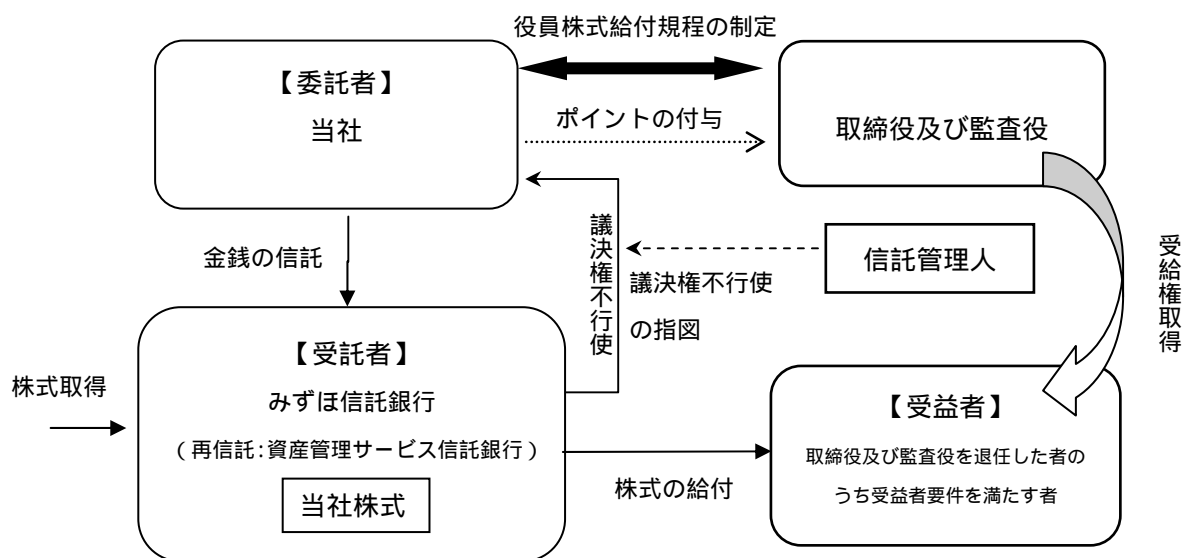 役員株式給付規程の制定
【委託者】
当社
ポイントの付与
取締役及び監査役
金銭の信託
議決権不行使
議決権不行使
の指図
信託管理人
受給権取得
株式取得
【受託者】
みずほ信託銀行
(再信託:資産管理サービス信託銀行)
当社株式
株式の給付
【受益者】
取締役及び監査役を退任した者の
うち受益者要件を満たす者